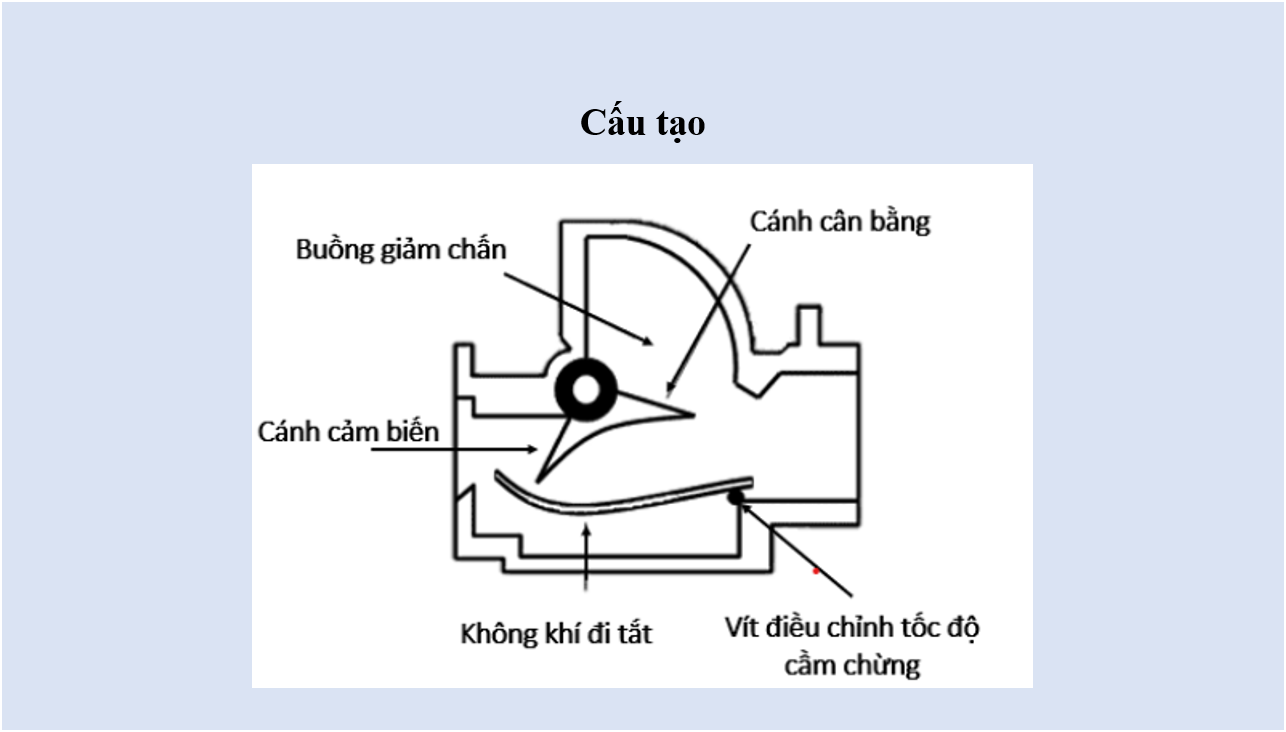 Cấu tạo
Cánh cân bằng
Buồng giảm chấn
Cánh cảm biến
Không khí đi tắt
Vít điều chỉnh tốc độ
cầm chừng